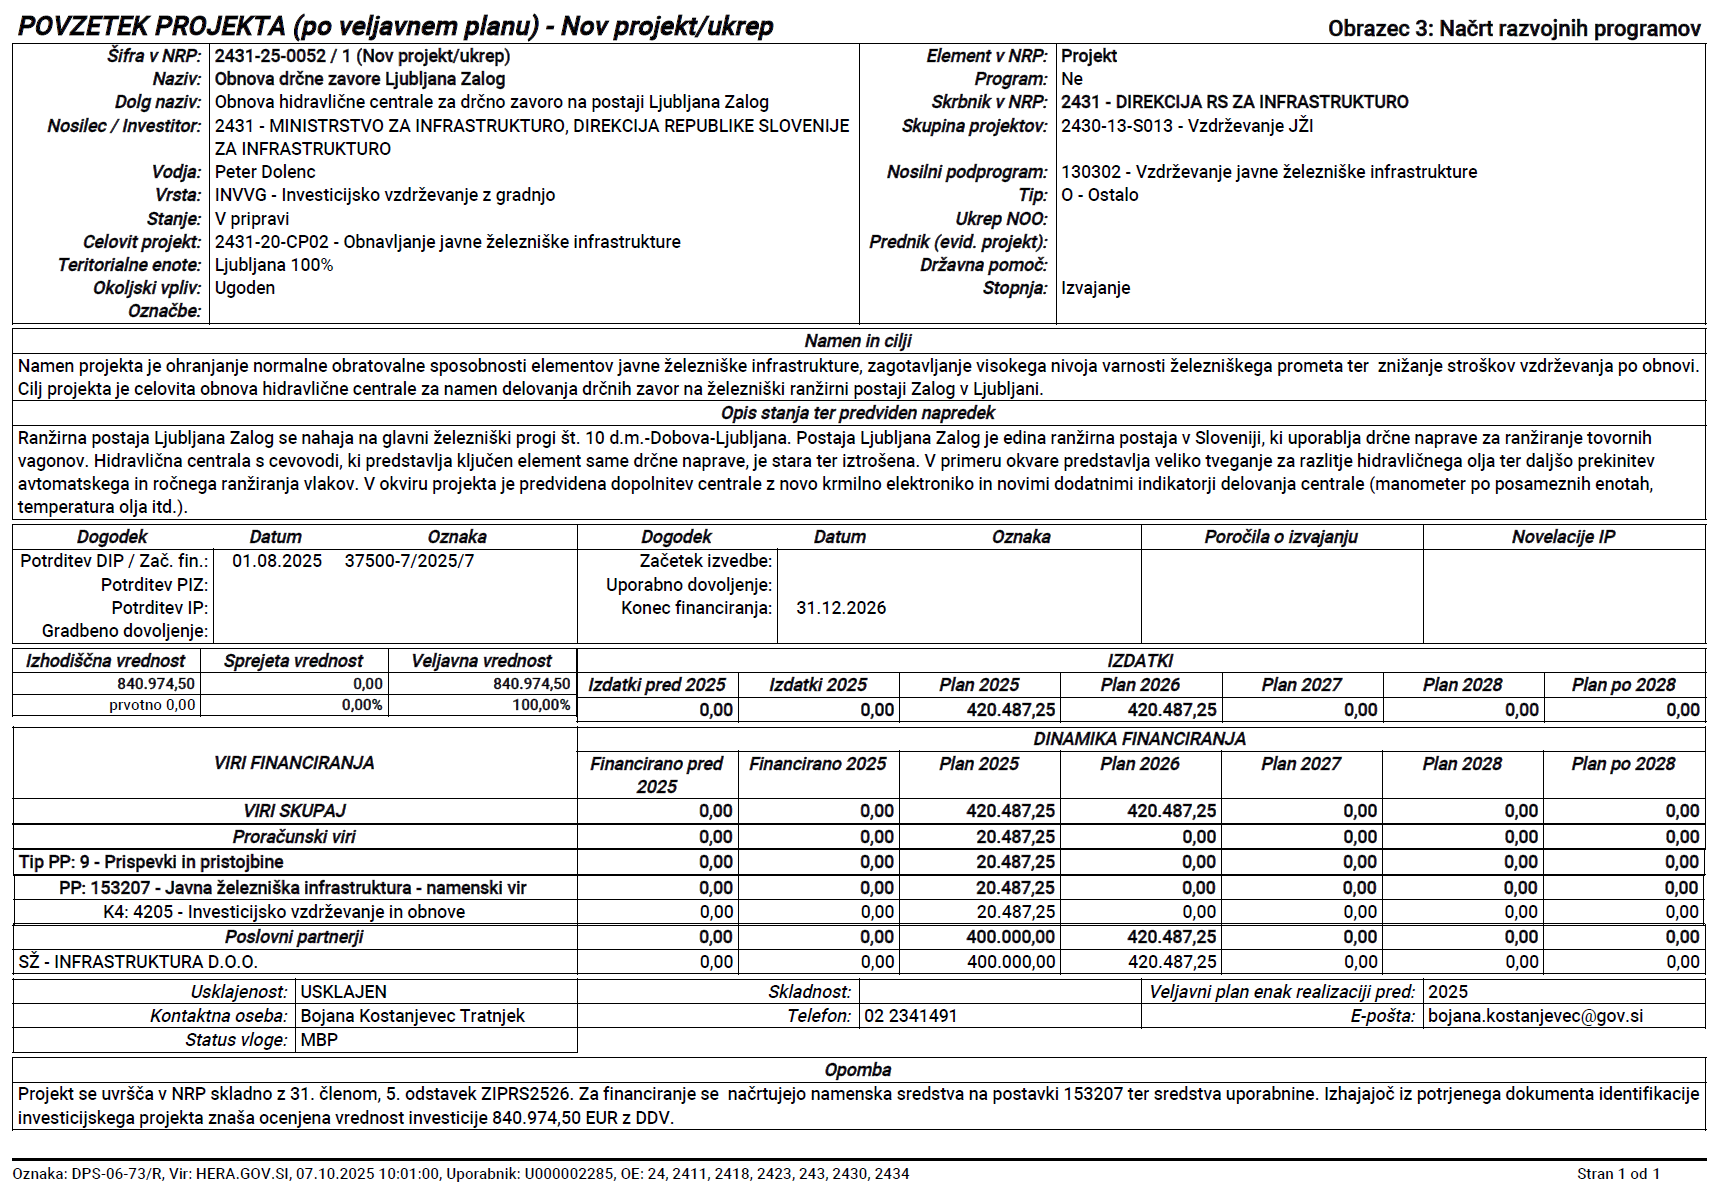 POVZETEK PROJEKTA (po veljavnem planu) - Nov projekt/ukrep
Obrazec 3: Načrt razvojnih programov
Šifra v NRP: 2431-25-0052 / 1 (Nov projekt/ukrep)
Naziv: Obnova drčne zavore Ljubljana Zalog
Dolg naziv: Obnova hidravlične centrale za drčno zavoro na postaji Ljubljana Zalog
Nosilec / Investitor: 2431 - MINISTRSTVO ZA INFRASTRUKTURO, DIREKCIJA REPUBLIKE SLOVENIJE
ZA INFRASTRUKTURO
Vodja: Peter Dolenc
Vrsta: INVVG - Investicijsko vzdrževanje z gradnjo
Stanje: V pripravi
Celovit projekt: 2431-20-CP02 - Obnavljanje javne železniške infrastrukture
Teritorialne enote: Ljubljana 100%
Okoljski vpliv: Ugoden
Označbe:
Element v NRP: Projekt
Program: Ne
Skrbnik v NRP: 2431 - DIREKCIJA RS ZA INFRASTRUKTURO
Skupina projektov: 2430-13-S013 - Vzdrževanje JŽI
Nosilni podprogram: 130302 - Vzdrževanje javne železniške infrastrukture
Tip: O - Ostalo
Ukrep NOO:
Prednik (evid. projekt):
Državna pomoč:
Stopnja: Izvajanje
Namen in cilji
Namen projekta je ohranjanje normalne obratovalne sposobnosti elementov javne železniške infrastrukture, zagotavljanje visokega nivoja varnosti železniškega prometa ter  znižanje stroškov vzdrževanja po obnovi.
Cilj projekta je celovita obnova hidravlične centrale za namen delovanja drčnih zavor na železniški ranžirni postaji Zalog v Ljubljani.
Opis stanja ter predviden napredek
Ranžirna postaja Ljubljana Zalog se nahaja na glavni železniški progi št. 10 d.m.-Dobova-Ljubljana. Postaja Ljubljana Zalog je edina ranžirna postaja v Sloveniji, ki uporablja drčne naprave za ranžiranje tovornih
vagonov. Hidravlična centrala s cevovodi, ki predstavlja ključen element same drčne naprave, je stara ter iztrošena. V primeru okvare predstavlja veliko tveganje za razlitje hidravličnega olja ter daljšo prekinitev
avtomatskega in ročnega ranžiranja vlakov. V okviru projekta je predvidena dopolnitev centrale z novo krmilno elektroniko in novimi dodatnimi indikatorji delovanja centrale (manometer po posameznih enotah,
temperatura olja itd.).
Dogodek Datum Oznaka Dogodek Datum Oznaka Poročila o izvajanju Novelacije IP
Potrditev DIP / Zač. fin.: 01.08.2025 37500-7/2025/7 Začetek izvedbe:
Potrditev PIZ: Uporabno dovoljenje:
Potrditev IP: Konec financiranja: 31.12.2026
Gradbeno dovoljenje:
Izhodiščna vrednost Sprejeta vrednost Veljavna vrednost
840.974,50 0,00 840.974,50
prvotno 0,00 0,00% 100,00%
IZDATKI
Izdatki pred 2025 Izdatki 2025 Plan 2025 Plan 2026 Plan 2027 Plan 2028 Plan po 2028
0,00 0,00 420.487,25 420.487,25 0,00 0,00 0,00
VIRI FINANCIRANJA
DINAMIKA FINANCIRANJA
Financirano pred
2025
Financirano 2025 Plan 2025 Plan 2026 Plan 2027 Plan 2028 Plan po 2028
VIRI SKUPAJ 0,00 0,00 420.487,25 420.487,25 0,00 0,00 0,00
Proračunski viri 0,00 0,00 20.487,25 0,00 0,00 0,00 0,00
Tip PP: 9 - Prispevki in pristojbine 0,00 0,00 20.487,25 0,00 0,00 0,00 0,00
PP: 153207 - Javna železniška infrastruktura - namenski vir 0,00 0,00 20.487,25 0,00 0,00 0,00 0,00
K4: 4205 - Investicijsko vzdrževanje in obnove 0,00 0,00 20.487,25 0,00 0,00 0,00 0,00
Poslovni partnerji 0,00 0,00 400.000,00 420.487,25 0,00 0,00 0,00
SŽ - INFRASTRUKTURA D.O.O. 0,00 0,00 400.000,00 420.487,25 0,00 0,00 0,00
Usklajenost: USKLAJEN Skladnost: Veljavni plan enak realizaciji pred: 2025
Kontaktna oseba: Bojana Kostanjevec Tratnjek Telefon: 02 2341491 E-pošta: bojana.kostanjevec@gov.si
Status vloge: MBP
Opomba
Projekt se uvršča v NRP skladno z 31. členom, 5. odstavek ZIPRS2526. Za financiranje se  načrtujejo namenska sredstva na postavki 153207 ter sredstva uporabnine. Izhajajoč iz potrjenega dokumenta identifikacije
investicijskega projekta znaša ocenjena vrednost investicije 840.974,50 EUR z DDV.
Oznaka: DPS-06-73/R, Vir: HERA.GOV.SI, 07.10.2025 10:01:00, Uporabnik: U000002285, OE: 24, 2411, 2418, 2423, 243, 2430, 2434
Stran 1 od 1